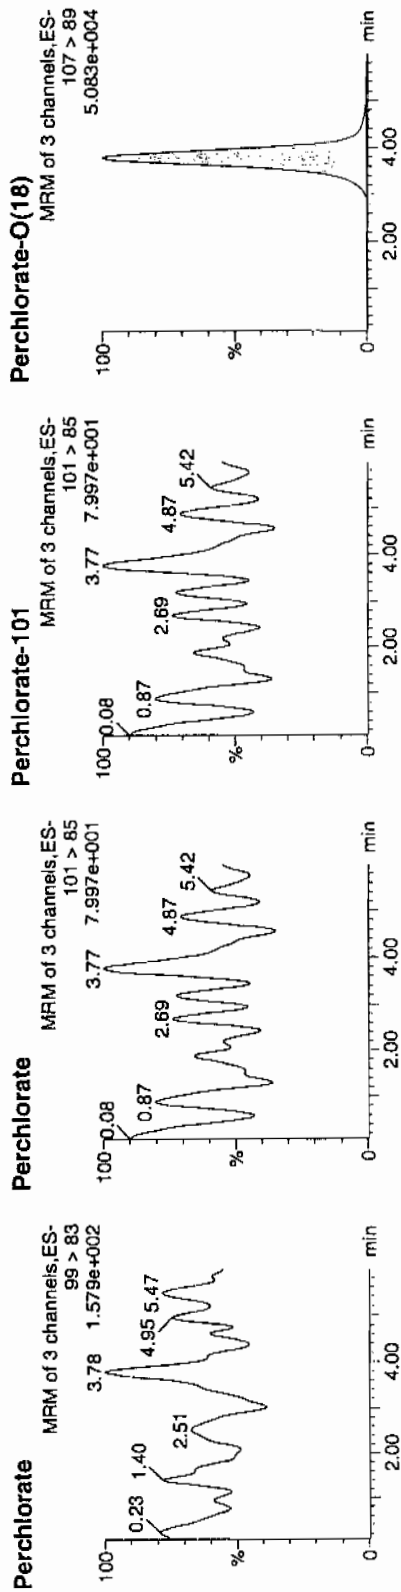 Perchlorate
MRM of 3 channels,ES-
99 > 83
1.579e+002
100
%
0
0.23
1.40
2.51
3.78
4.95
5.47
2.00
4.00
min
Perchlorate
MRM of 3 channels,ES-
101 > 85
7.997e+001
100
%
0
0.08
0.87
2.69
3.77
4.87
5.42
2.00
4.00
min
Perchlorate-101
MRM of 3 channels,ES-
101 > 85
7.997e+001
100
%
0
0.08
0.87
2.69
3.77
4.87
5.42
2.00
4.00
min
Perchlorate-O(18)
MRM of 3 channels,ES-
107 > 89
5.083e+004
100
%
0
2.00
4.00
min